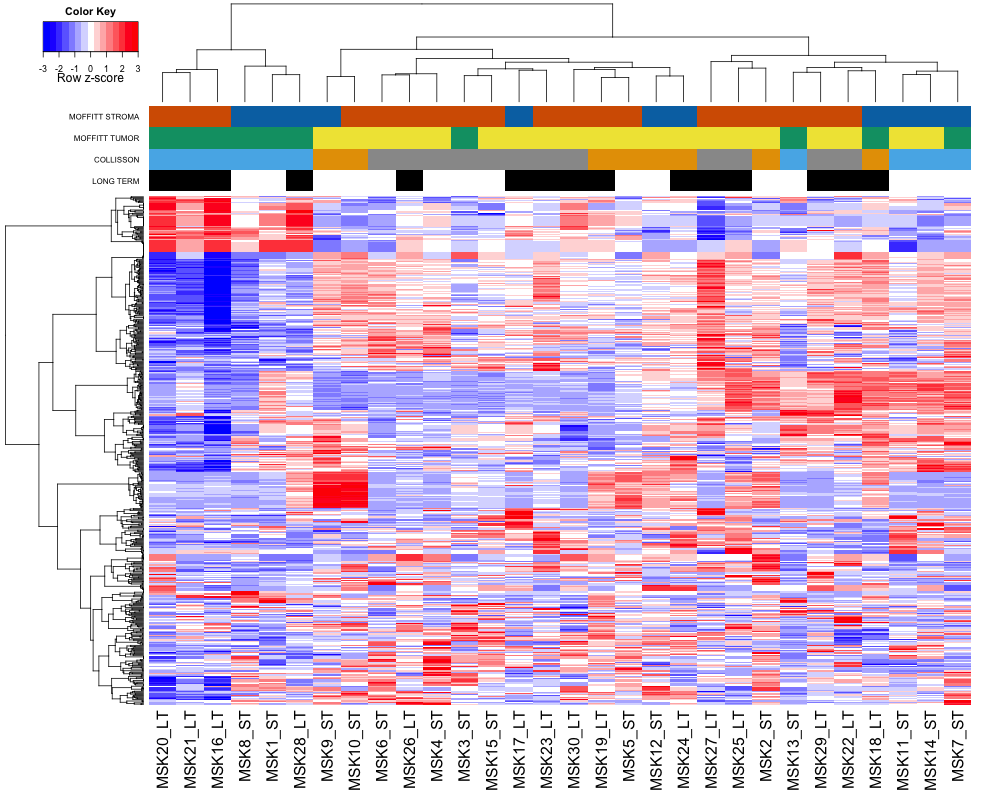 Color Key
-3 -2 -1 0 1 2 3
Row z-score
MOFFITT STROMA
MOFFITT TUMOR
COLLISSON
LONG TERM
MSK20_LT
MSK21_LT
MSK16_LT
MSK8_ST
MSK1_ST
MSK28_LT
MSK9_ST
MSK10_ST
MSK6_ST
MSK26_LT
MSK4_ST
MSK3_ST
MSK15_ST
MSK17_LT
MSK23_LT
MSK30_LT
MSK19_LT
MSK5_ST
MSK12_ST
MSK24_LT
MSK27_LT
MSK25_LT
MSK2_ST
MSK13_ST
MSK29_LT
MSK22_LT
MSK18_LT
MSK11_ST
MSK14_ST
MSK7_ST